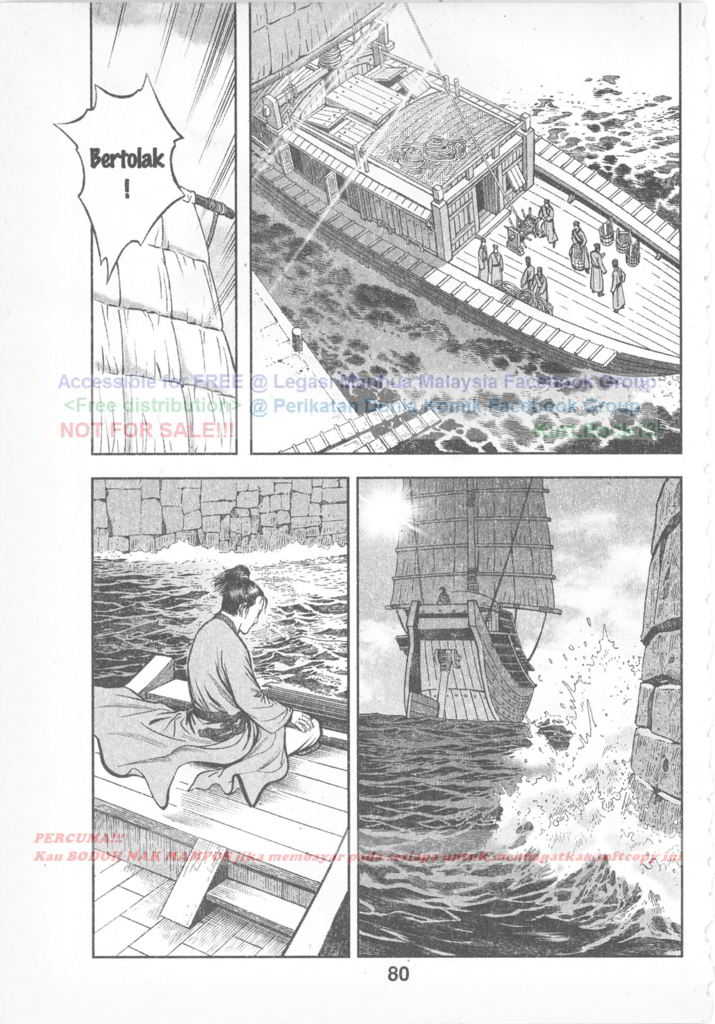 Bertolak
!
Accessible for FREE @ Legasi Manhua Malaysia Facebook Group
<Free distribution> @ Perikatan Dunia Komik Facebook Group
NOT FOR SALE!!!
PERCUMA!!!
Kau BODOH NAK MAMPUS jika membayar pada sesiapa untuk mendapatkan softcopy ini
80